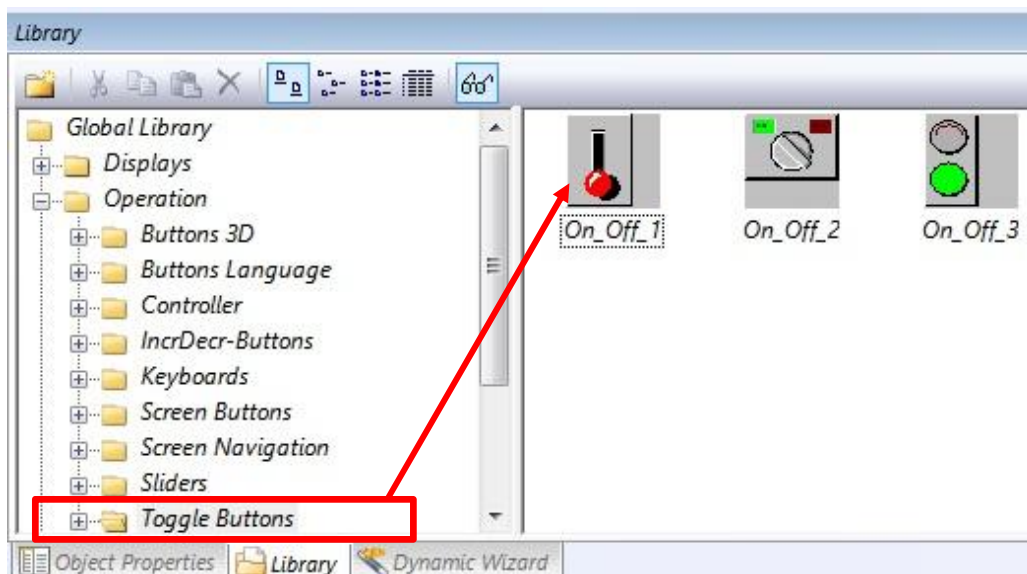 Library
Global Library
Displays
Operation
Buttons 3D
Buttons Language
Controller
IncrDecr-Buttons
Keyboards
Screen Buttons
Screen Navigation
Sliders
Toggle Buttons
On_Off_1 On_Off_2 On_Off_3
Object Properties Library Dynamic Wizard